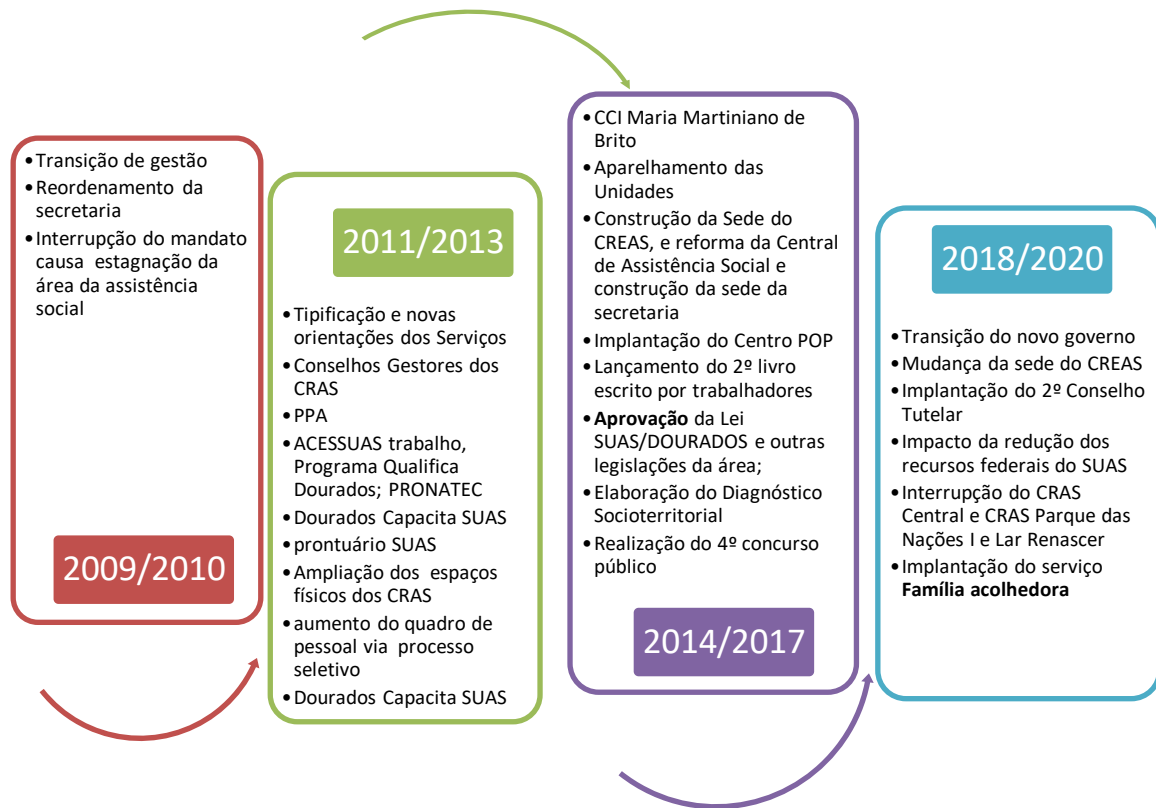 •Transição de gestão
•Reordenamento da
secretaria
•Interrupção do mandato
causa estagnação da
área da assistência
social
2009/2010
2011/2013
•Tipificação e novas
orientações dos Serviços
•Conselhos Gestores dos
CRAS
•PPA
•ACESSUAS trabalho,
Programa Qualifica
Dourados; PRONATEC
•Dourados Capacita SUAS
•prontuário SUAS
•Ampliação dos espaços
físicos dos CRAS
•aumento do quadro de
pessoal via processo
seletivo
•Dourados Capacita SUAS
•CCI Maria Martiniano de
Brito
•Aparelhamento das
Unidades
•Construção da Sede do
CREAS, e reforma da Central
de Assistência Social e
construção da sede da
secretaria
•Implantação do Centro POP
•Lançamento do 2º livro
escrito por trabalhadores
•Aprovação da Lei
SUAS/DOURADOS e outras
legislações da área;
•Elaboração do Diagnóstico
Socioterritorial
•Realização do 4º concurso
público
2014/2017
2018/2020
•Transição do novo governo
•Mudança da sede do CREAS
•Implantação do 2º Conselho
Tutelar
•Impacto da redução dos
recursos federais do SUAS
•Interrupção do CRAS
Central e CRAS Parque das
Nações I e Lar Renascer
•Implantação do serviço
Família acolhedora